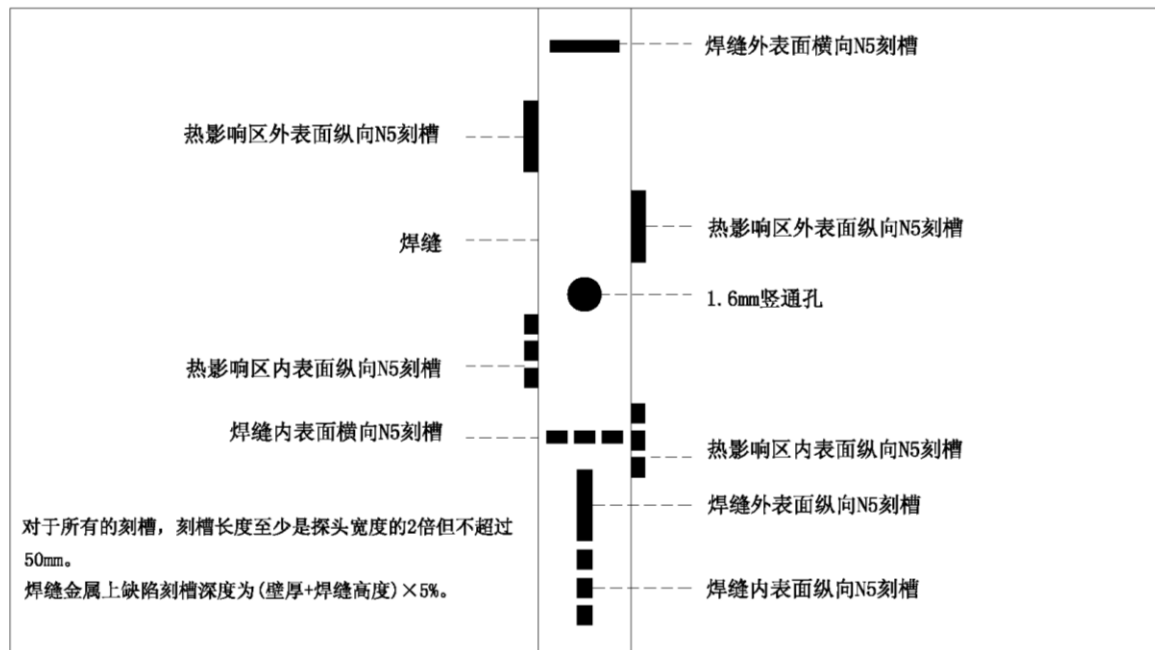 焊缝外表面横向N5刻槽
热影响区外表面纵向N5刻槽
热影响区外表面纵向N5刻槽
焊缝
1.6mm竖通孔
热影响区内表面纵向N5刻槽
焊缝内表面横向N5刻槽
热影响区内表面纵向N5刻槽
焊缝外表面纵向N5刻槽
对于所有的刻槽，刻槽长度至少是探头宽度的2倍但不超过
50mm。
焊缝金属上缺陷刻槽深度为(壁厚+焊缝高度)×5%。
焊缝内表面纵向N5刻槽